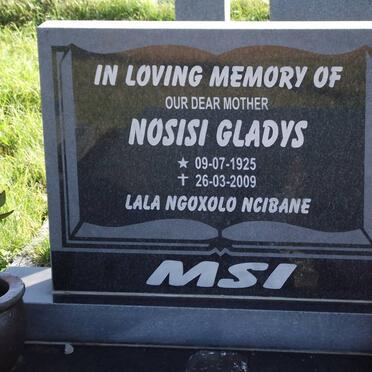 IN LOVING MEMORY OF
OUR DEAR MOTHER
NOSISI GLADYS
★ 09-07-1925
✝ 26-03-2009
LALA NGOXOLO NCIBANE
MSI